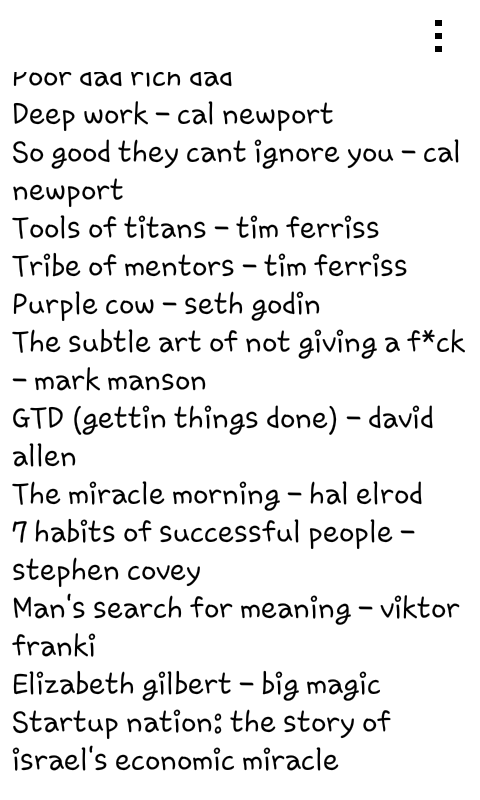 Poor dad rich dad
Deep work - cal newport
So good they cant ignore you - cal
newport
Tools of titans - tim ferriss
Tribe of mentors - tim ferriss
Purple cow - seth godin
The subtle art of not giving a f*ck
- mark manson
GTD (gettin things done) - david
allen
The miracle morning - hal elrod
7 habits of successful people -
stephen covey
Man's search for meaning - viktor
franki
Elizabeth gilbert - big magic
Startup nation: the story of
israel's economic miracle